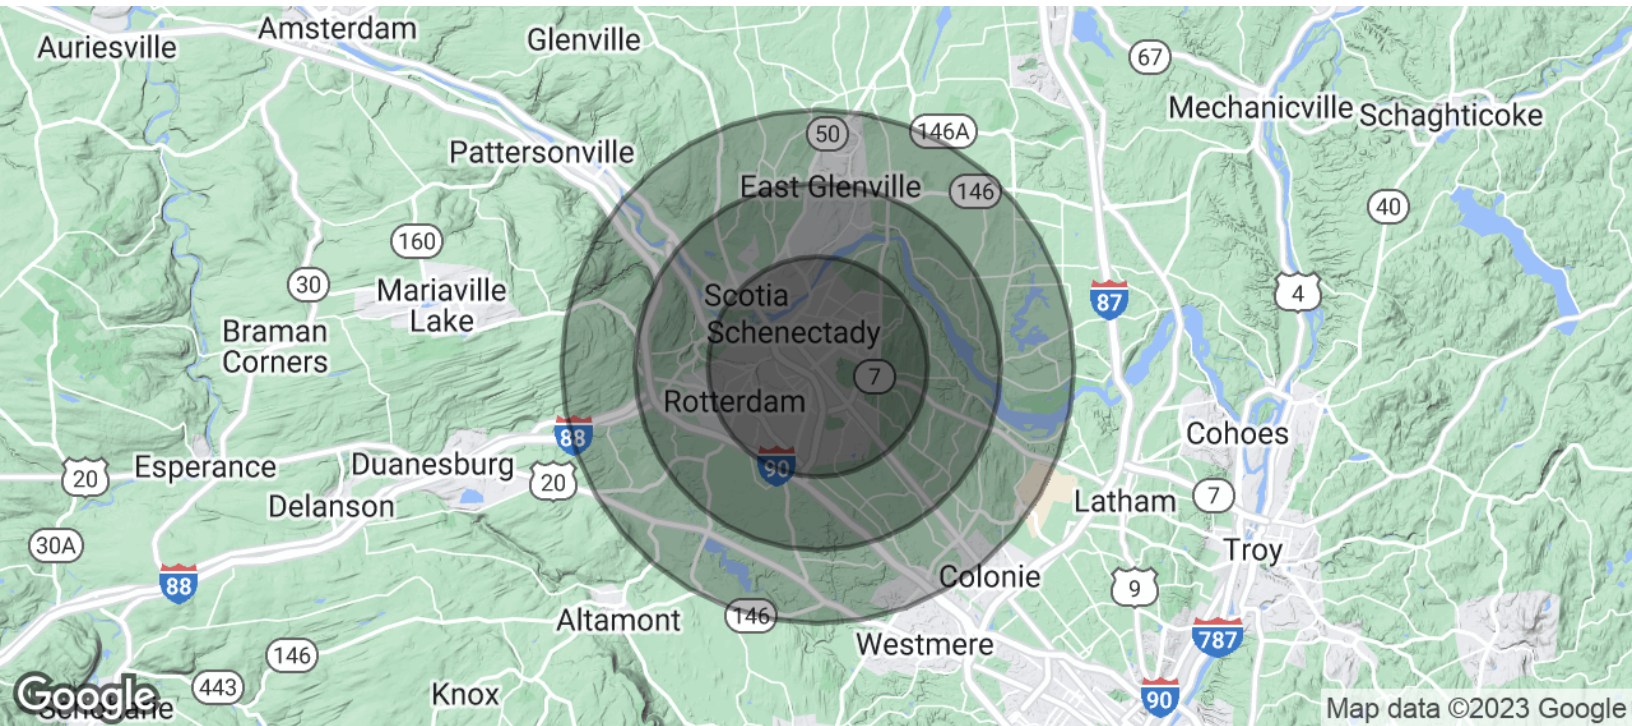 Amsterdam
Auriesville
Glenville
67
Mechanicville
Schaghticoke
50
146A
Pattersonville
East Glenville
146
40
160
30
Mariaville
Lake
Scotia
87
4
Braman
Corners
Schenectady
7
Rotterdam
88
Cohoes
Esperance
Duanesburg
90
20
20
Delanson
Latham
7
30A
Troy
88
Colonie
9
Altamont
146
Westmere
787
146
443
Knox
90
Google
Map data ©2023 Google